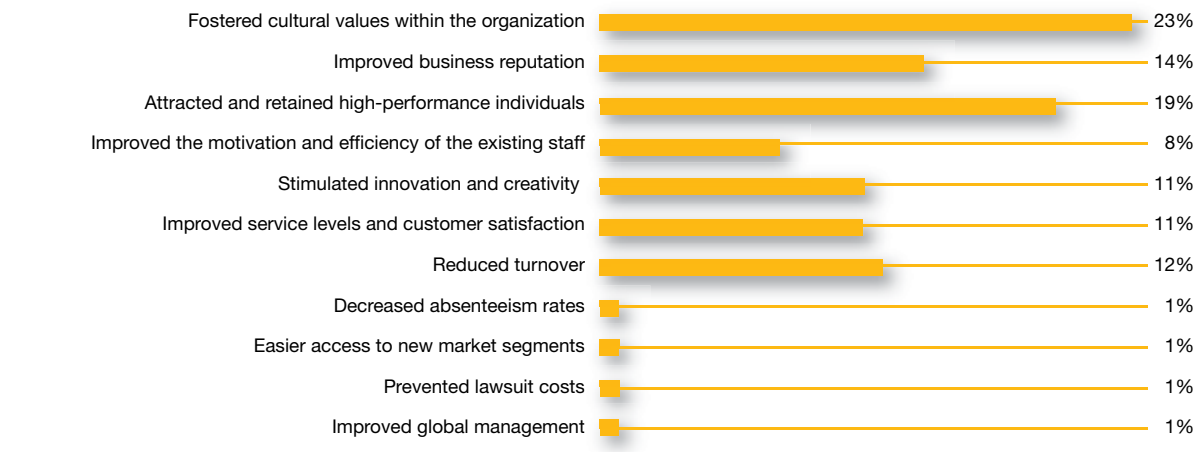 Fostered cultural values within the organization 23%
Improved business reputation 14%
Attracted and retained high-performance individuals 19%
Improved the motivation and efficiency of the existing staff 8%
Stimulated innovation and creativity 11%
Improved service levels and customer satisfaction 11%
Reduced turnover 12%
Decreased absenteeism rates 1%
Easier access to new market segments 1%
Prevented lawsuit costs 1%
Improved global management 1%